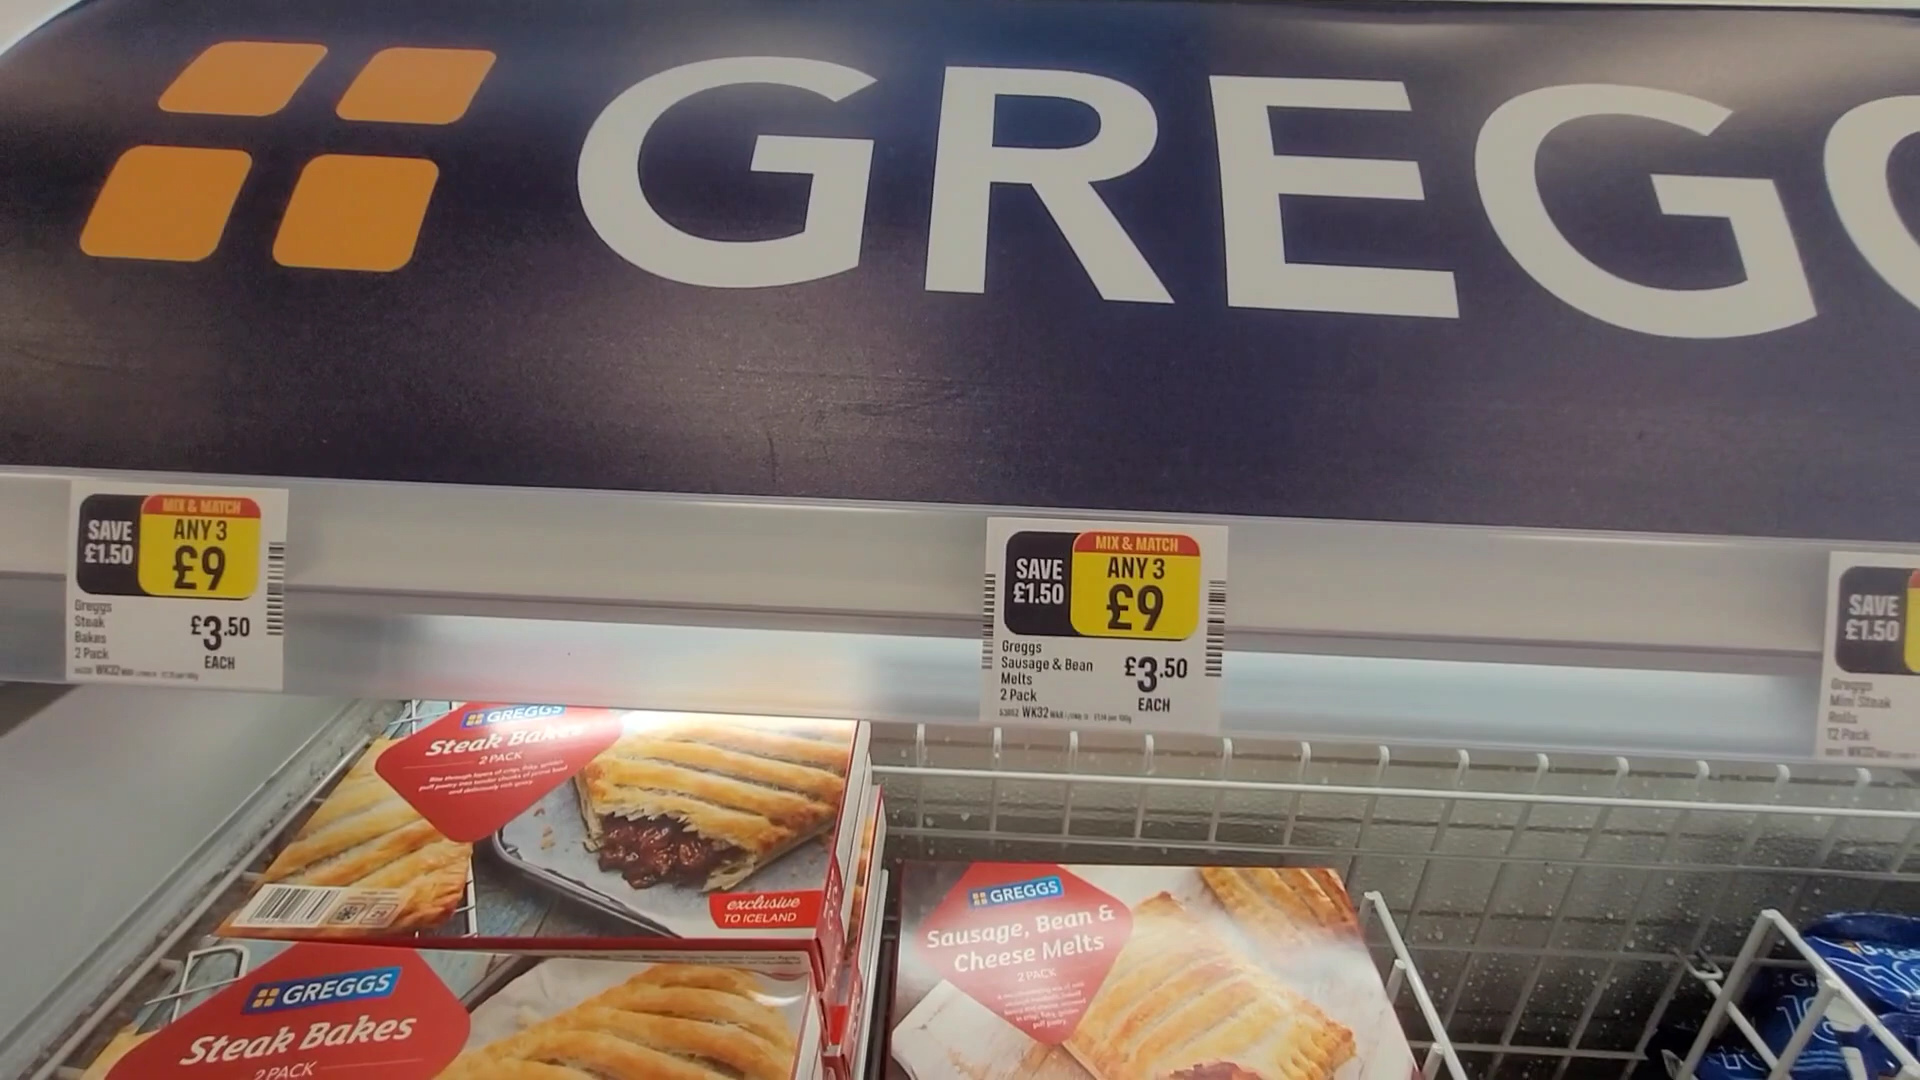 GREGG
SAVE
£1.50
MIX & MATCH
ANY 3
£9
Greggs
Steak
Bakes
2 Pack
£3.50
EACH
WK32
SAVE
£1.50
MIX & MATCH
ANY 3
£9
Greggs
Sausage & Bean
Melts
2 Pack
£3.50
EACH
WK32
SAVE
£1.50
Greggs
Mini Steak
Rolls
12 Pack
WK32
GREGGS
Steak Bakes
2 PACK
exclusive
TO ICELAND
GREGGS
Steak Bakes
2 PACK
GREGGS
Sausage, Bean &
Cheese Melts
2 PACK